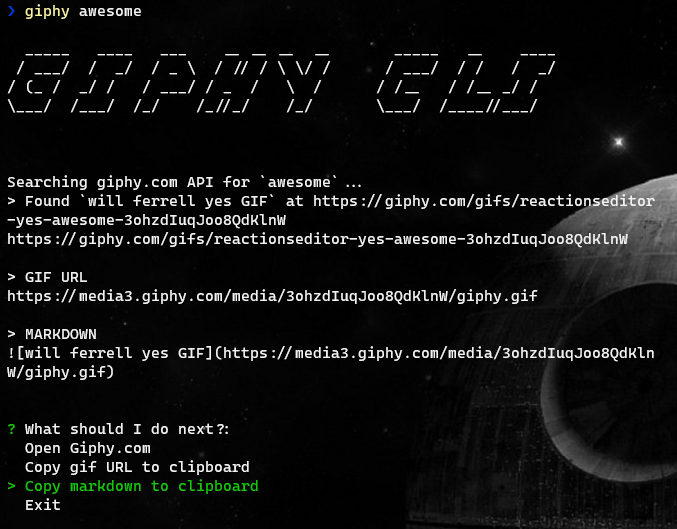 ❯ giphy awesome
GIPHY CLI
Searching giphy.com API for `awesome`...
> Found `will ferrell yes GIF` at https://giphy.com/gifs/reactionseditor
-yes-awesome-3ohzdIuqJoo8QdKlnW
https://giphy.com/gifs/reactionseditor-yes-awesome-3ohzdIuqJoo8QdKlnW
> GIF URL
https://media3.giphy.com/media/3ohzdIuqJoo8QdKlnW/giphy.gif
> MARKDOWN
![will ferrell yes GIF](https://media3.giphy.com/media/3ohzdIuqJoo8QdKln
W/giphy.gif)
? What should I do next?:
Open Giphy.com
Copy gif URL to clipboard
> Copy markdown to clipboard
Exit